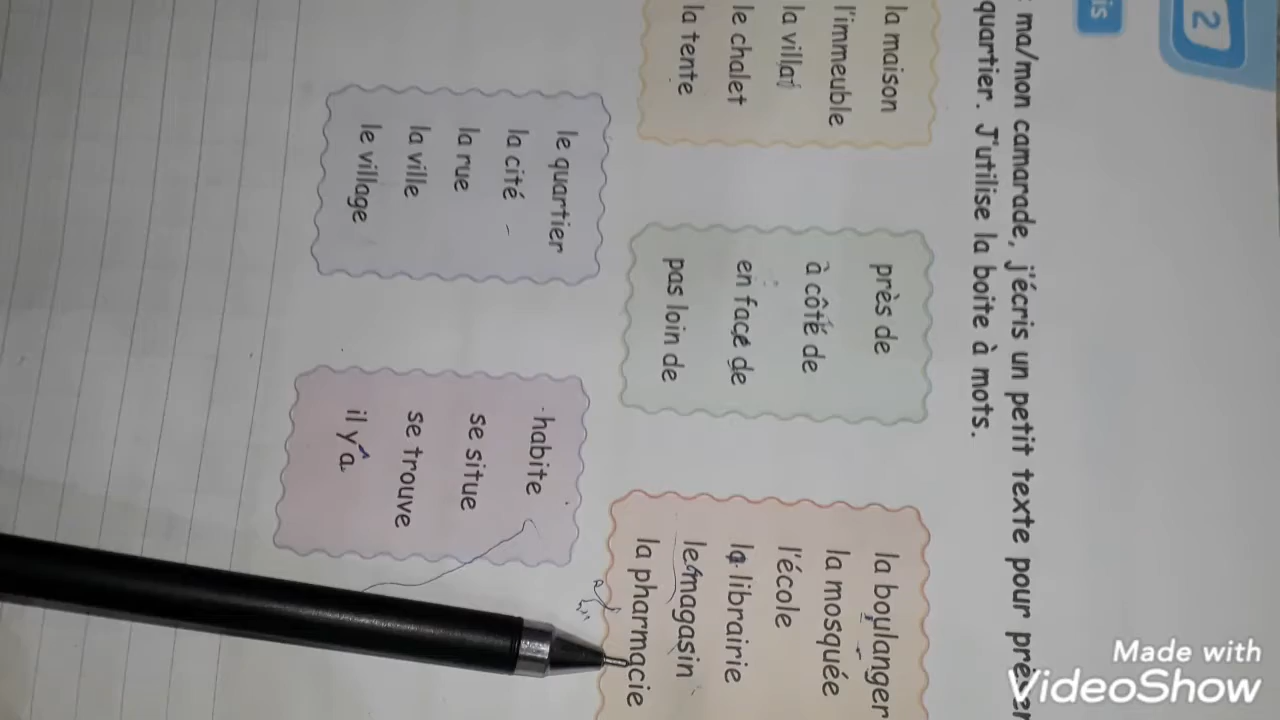 2
is
ma/mon camarade, j'écris un petit texte pour présen
quartier. J'utilise la boite à mots.
la maison
l'immeuble
la villa
le chalet
la tente
près de
à côté de
en face de
pas loin de
la boulanger
la mosquée
l'école
la librairie
le magasin
la pharmacie
le quartier
la cité
la rue
la ville
le village
habite
se situe
se trouve
il y a
Made with
VideoShow